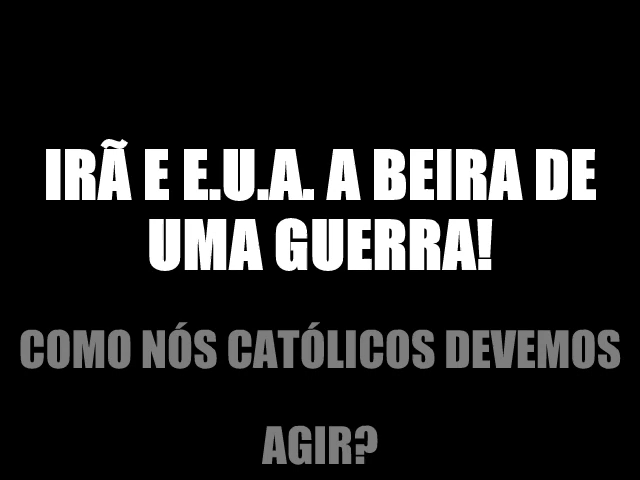 IRÃ E E.U.A. A BEIRA DE
UMA GUERRA!
COMO NÓS CATÓLICOS DEVEMOS
AGIR?